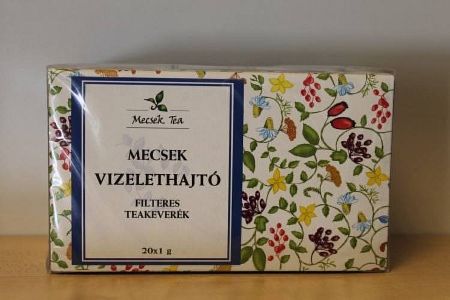 Mecsek Tea
MECSEK
VIZELETHAJTÓ
FILTERES
TEAKEVERÉK
20x1 g